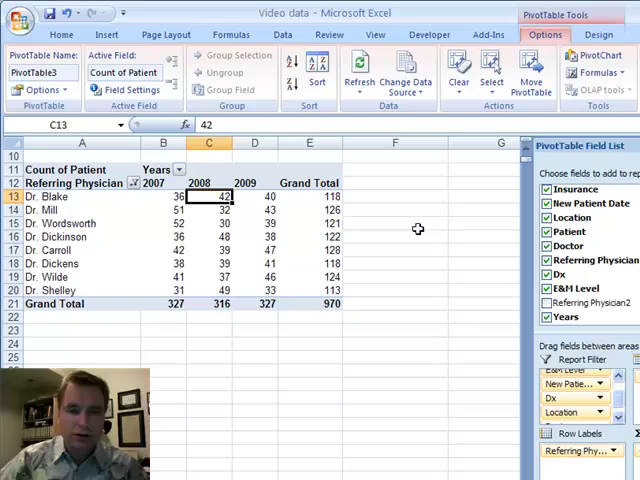 Video data - Microsoft Excel
PivotTable Tools
Home Insert Page Layout Formulas Data Review View Developer Add-Ins Options Design
PivotTable Name:
PivotTable3
Options
PivotTable
Active Field:
Count of Patient
Field Settings
Active Field
Group Selection
Ungroup
Group Field
Group
Sort
Sort
Refresh
Change Data
Source
Data
Clear
Select
Move
PivotTable
Actions
PivotChart
Formulas
OLAP tools
Tools
C13 fx 42
A B C D E F G
10
11 Count of Patient Years
12 Referring Physician 2007 2008 2009 Grand Total
13 Dr. Blake 36 42 40 118
14 Dr. Mill 51 32 43 126
15 Dr. Wordsworth 52 30 39 121
16 Dr. Dickinson 36 48 38 122
17 Dr. Carroll 42 39 47 128
18 Dr. Dickens 38 39 41 118
19 Dr. Wilde 41 37 46 124
20 Dr. Shelley 31 49 33 113
21 Grand Total 327 316 327 970
22
23
24
25
PivotTable Field List
Choose fields to add to re
Insurance
New Patient Date
Location
Patient
Doctor
Referring Physician
Dx
E&M Level
Referring Physician2
Years
Drag fields between areas
Report Filter
E&M Level
New Patie...
Dx
Location
Row Labels
Referring Phy...